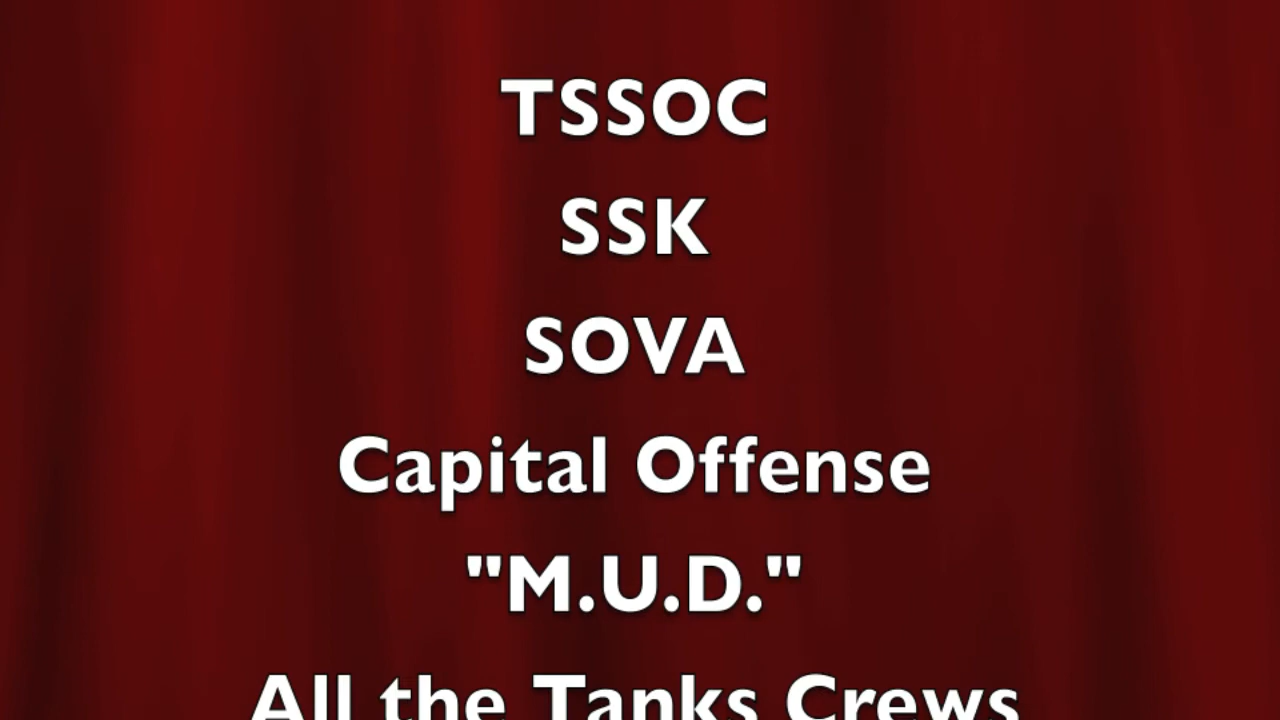 TSSOC
SSK
SOVA
Capital Offense
"M.U.D."
All the Tanks Crews